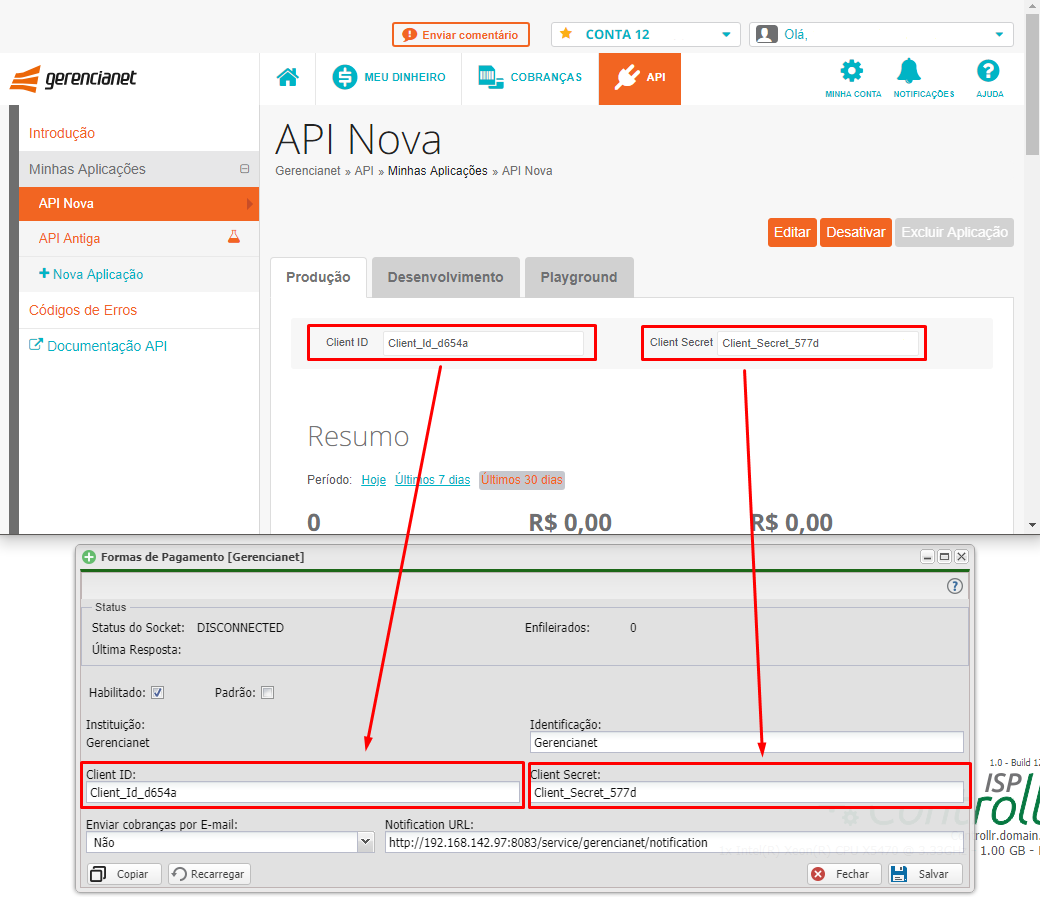 Enviar comentário
CONTA 12
Olá,
gerencianet
MEU DINHEIRO
COBRANÇAS
API
MINHA CONTA
NOTIFICAÇÕES
AJUDA
Introdução
Minhas Aplicações
API Nova
API Antiga
Nova Aplicação
Códigos de Erros
Documentação API
API Nova
Gerencianet » API » Minhas Aplicações » API Nova
Editar
Desativar
Excluir Aplicação
Produção
Desenvolvimento
Playground
Client ID
Client_Id_d654a
Client Secret
Client_Secret_577d
Resumo
Período: Hoje Últimos 7 dias Últimos 30 dias
0
R$ 0,00
R$ 0,00
Formas de Pagamento [Gerencianet]
Status
Status do Socket: DISCONNECTED
Enfileirados: 0
Última Resposta:
Habilitado:
Padrão:
Instituição:
Gerencianet
Identificação:
Gerencianet
Client ID:
Client_Id_d654a
Client Secret:
Client_Secret_577d
Enviar cobranças por E-mail:
Não
Notification URL:
http://192.168.142.97:8083/service/gerencianet/notification
Copiar
Recarregar
Fechar
Salvar
1.0 - Build 12
ISP
rollr.domain.
1.00 GB -